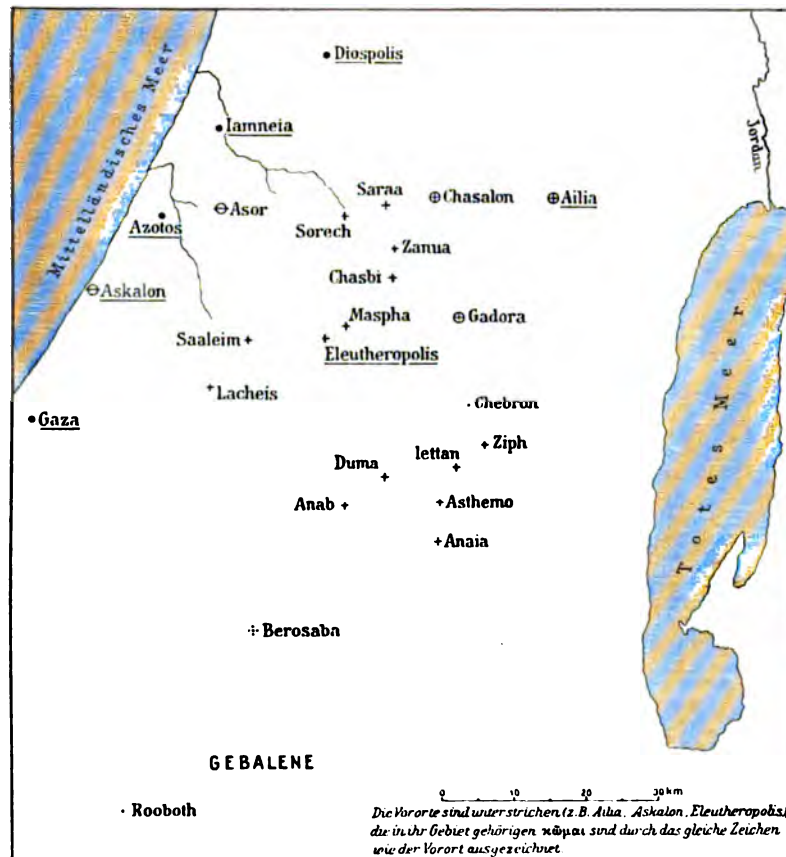 Diospolis
Mittelländisches Meer
Iamneia
Jordan
Saraa
Chasalon
Ailia
Asor
Sorech
Azotos
Zanua
Chasbi
Askalon
Maspha
Gadora
Saaleim
Eleutheropolis
Lacheis
Chebron
Gaza
Totes Meer
Ziph
Iettan
Duma
Anab
Asthemo
Anaia
Berosaba
GEBALENE
0 10 20 30 km
Rooboth
Die Vororte sind unterstrichen (z.B. Ailia, Askalon, Eleutheropolis)
die in ihr Gebiet gehörigen κῶμαι sind durch das gleiche Zeichen
wie der Vorort ausgezeichnet.